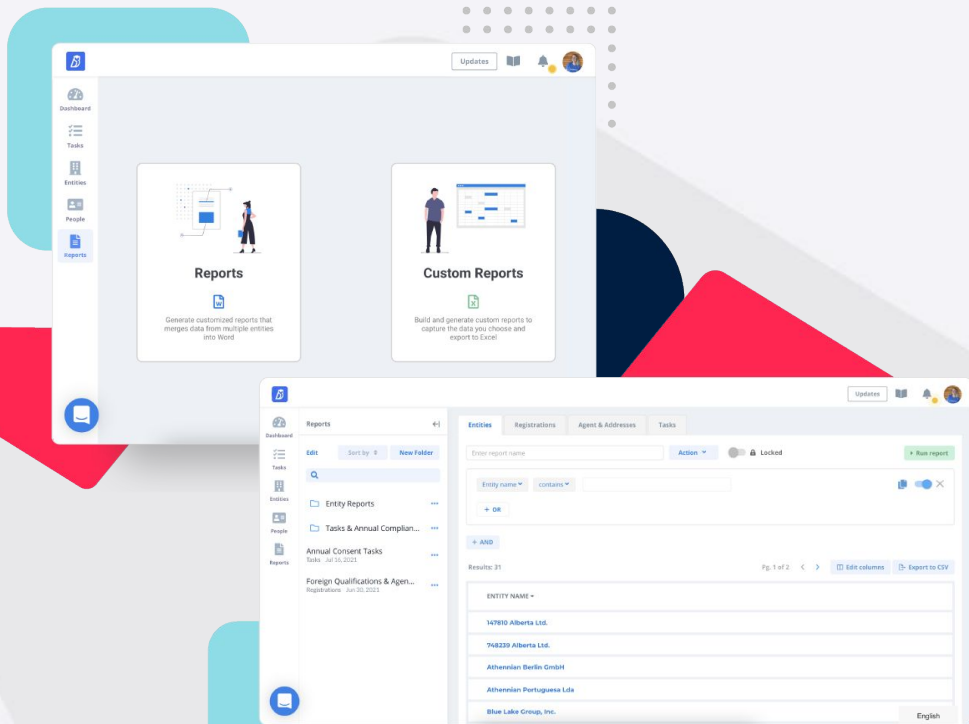 Updates
Dashboard
Tasks
Entities
People
Reports
Reports
Generate customized reports that
merges data from multiple entities
into Word
Custom Reports
Build and generate custom reports to
capture the data you choose and
export to Excel
Updates
Dashboard
Tasks
Entities
People
Reports
Reports
Edit
Sort by
New Folder
Entity Reports
Tasks & Annual Complian...
Annual Consent Tasks
Tasks Jul 16, 2021
Foreign Qualifications & Agen...
Registrations Jun 30, 2021
Entities Registrations Agent & Addresses Tasks
Enter report name Action Locked Run report
Entity name contains
+ OR
+ AND
Results: 31 Pg. 1 of 2 Edit columns Export to CSV
ENTITY NAME
147810 Alberta Ltd.
748239 Alberta Ltd.
Athennian Berlin GmbH
Athennian Portuguesa Lda
Blue Lake Group, Inc.
English